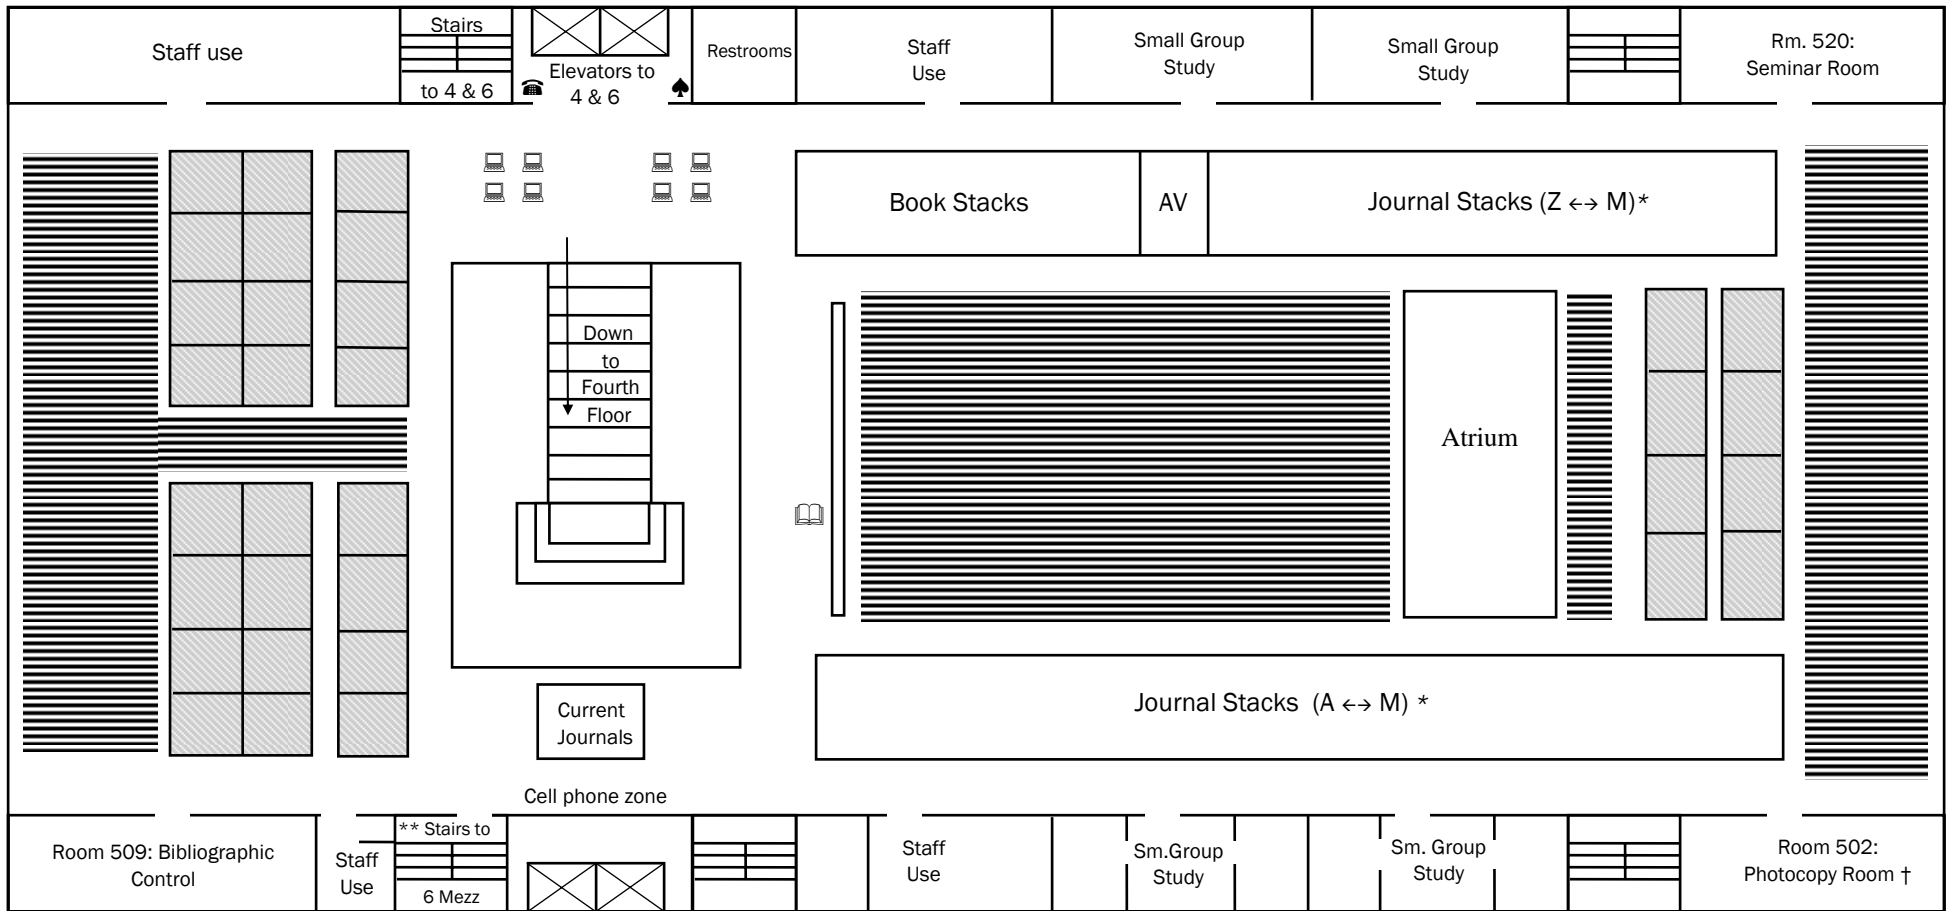 Staff use
Stairs
to 4 & 6
Elevators to
4 & 6
Restrooms
Staff
Use
Small Group
Study
Small Group
Study
Rm. 520:
Seminar Room
Book Stacks
AV
Journal Stacks (Z ↔ M)*
Down
to
Fourth
Floor
Atrium
Journal Stacks (A ↔ M) *
Current
Journals
Cell phone zone
Room 509: Bibliographic
Control
Staff
Use
** Stairs to
6 Mezz
Staff
Use
Sm.Group
Study
Sm. Group
Study
Room 502:
Photocopy Room †